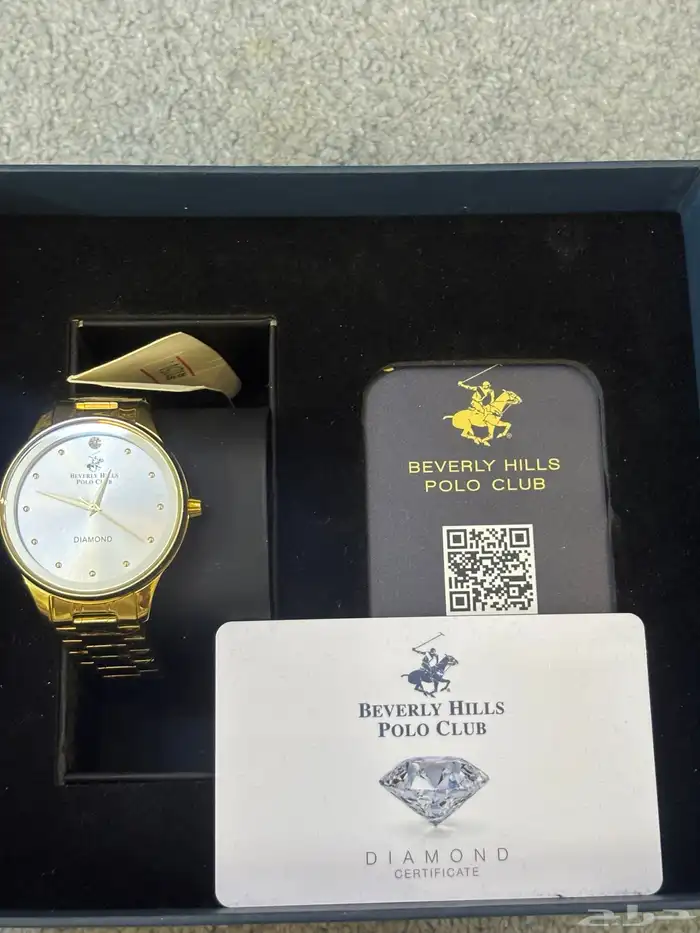 BEVERLY HILLS
POLO CLUB
DIAMOND
BEVERLY HILLS
POLO CLUB
BEVERLY HILLS
POLO CLUB
DIAMOND
CERTIFICATE
حراج